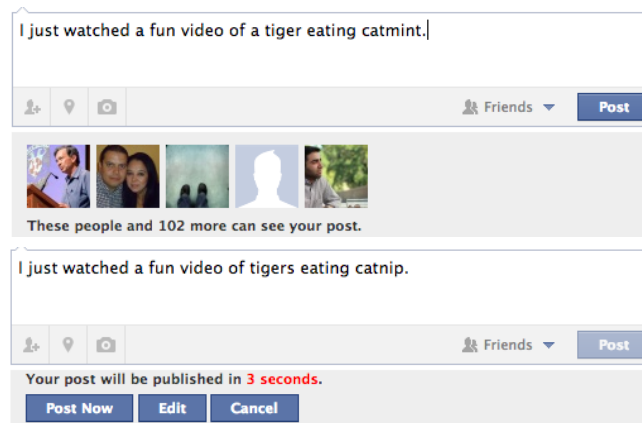 I just watched a fun video of a tiger eating catmint.
Friends Post
These people and 102 more can see your post.
I just watched a fun video of tigers eating catnip.
Friends Post
Your post will be published in 3 seconds.
Post Now Edit Cancel